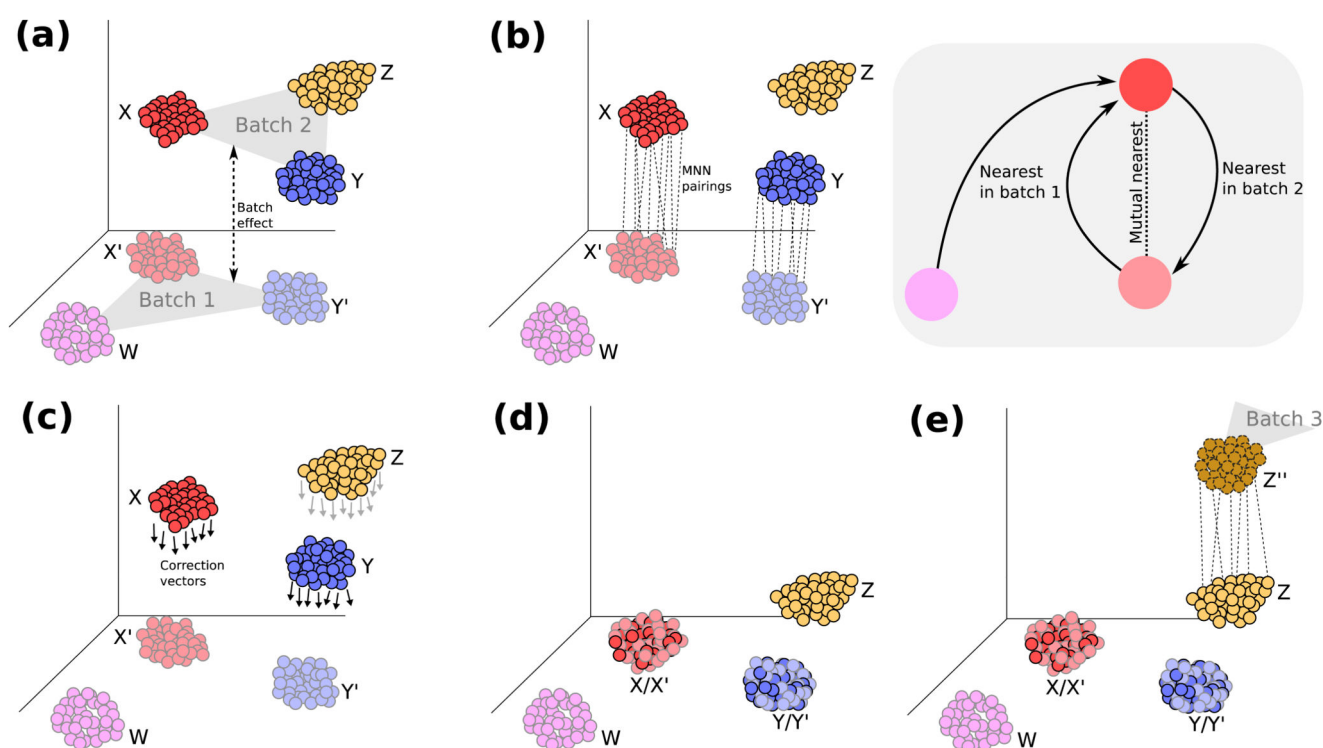 (a)
Z
X
Batch 2
Y
Batch
effect
X'
Batch 1
Y'
W
(b)
Z
X
MNN
pairings
Y
X'
Y'
W
Nearest
in batch 1
Mutual nearest
Nearest
in batch 2
(c)
Z
X
Y
Correction
vectors
X'
Y'
W
(d)
Z
X/X'
Y/Y'
W
(e)
Batch 3
Z''
Z
X/X'
Y/Y'
W